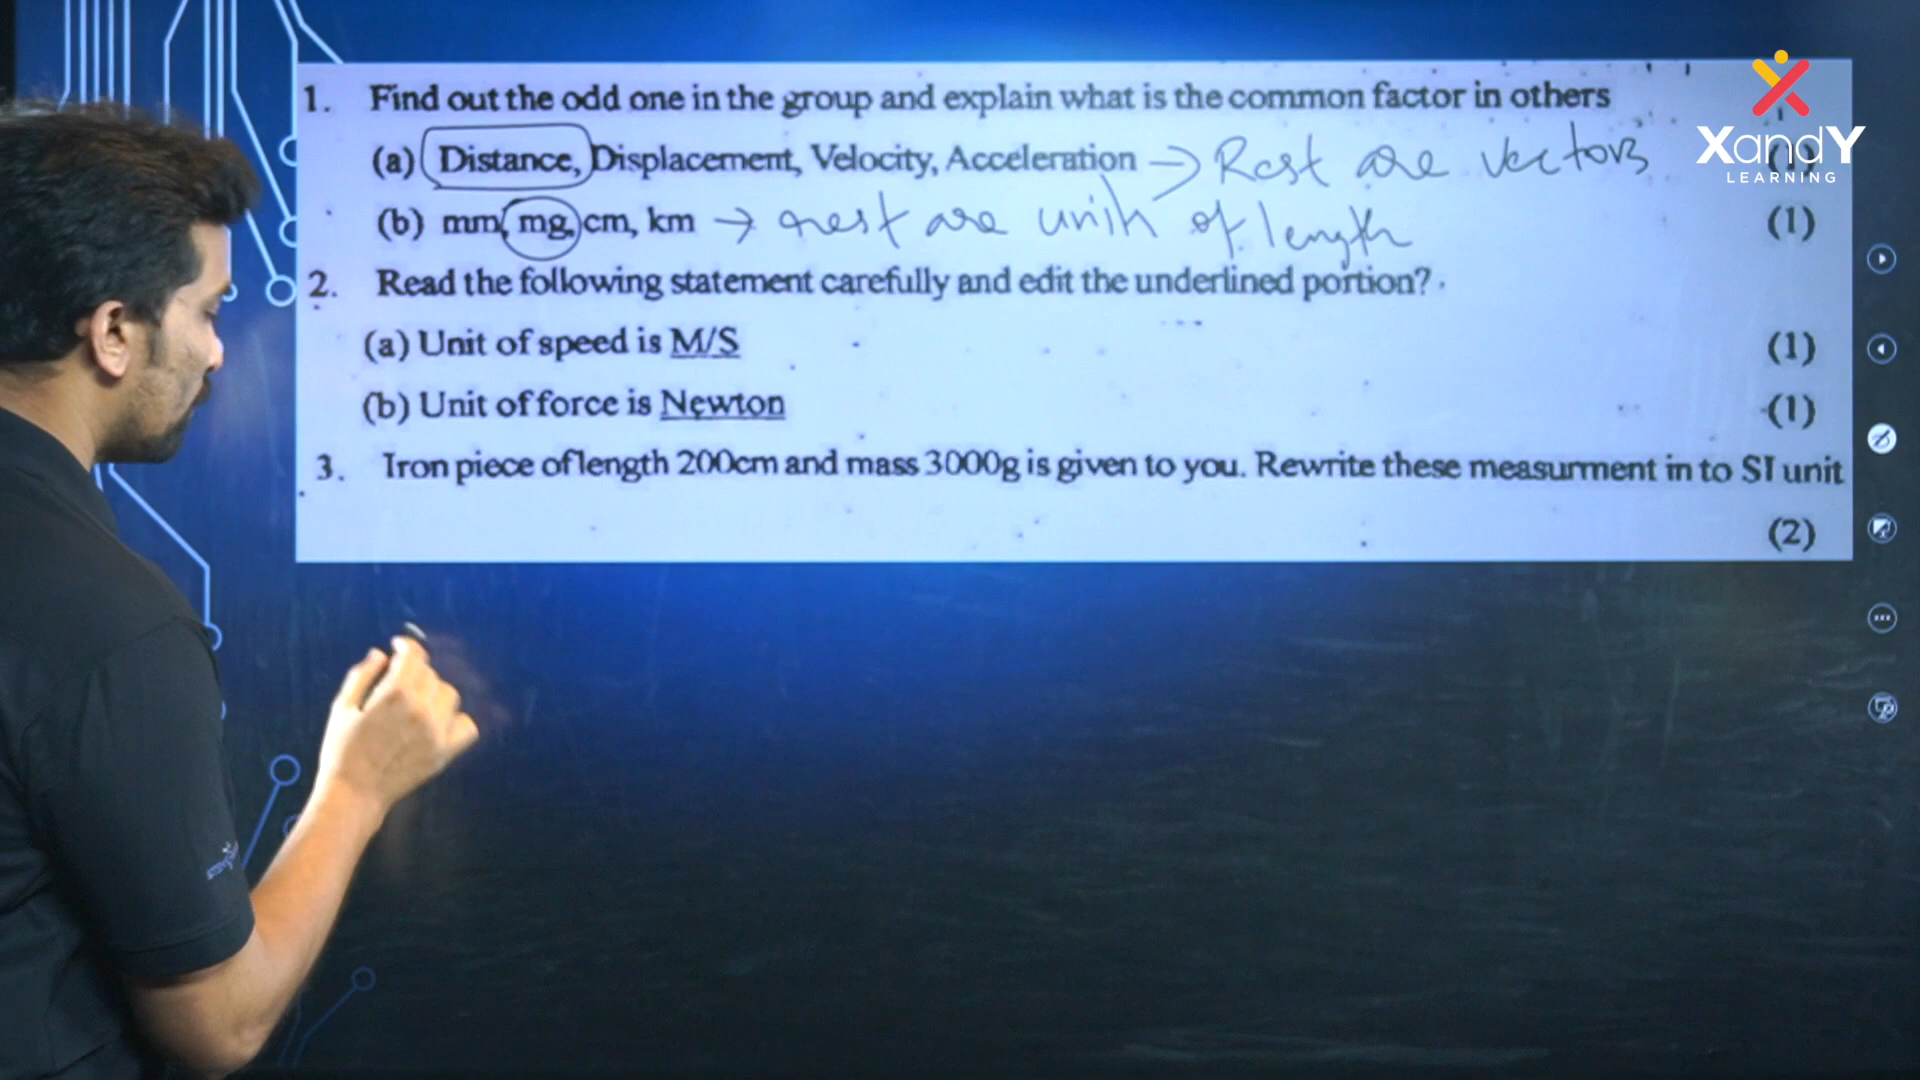 XandY
LEARNING
1. Find out the odd one in the group and explain what is the common factor in others
(a) Distance, Displacement, Velocity, Acceleration → Rest are vectors
(b) mm, mg, cm, km → rest are unit of length (1)
2. Read the following statement carefully and edit the underlined portion?
(a) Unit of speed is M/S (1)
(b) Unit of force is Newton (1)
3. Iron piece of length 200cm and mass 3000g is given to you. Rewrite these measurment in to SI unit
(2)